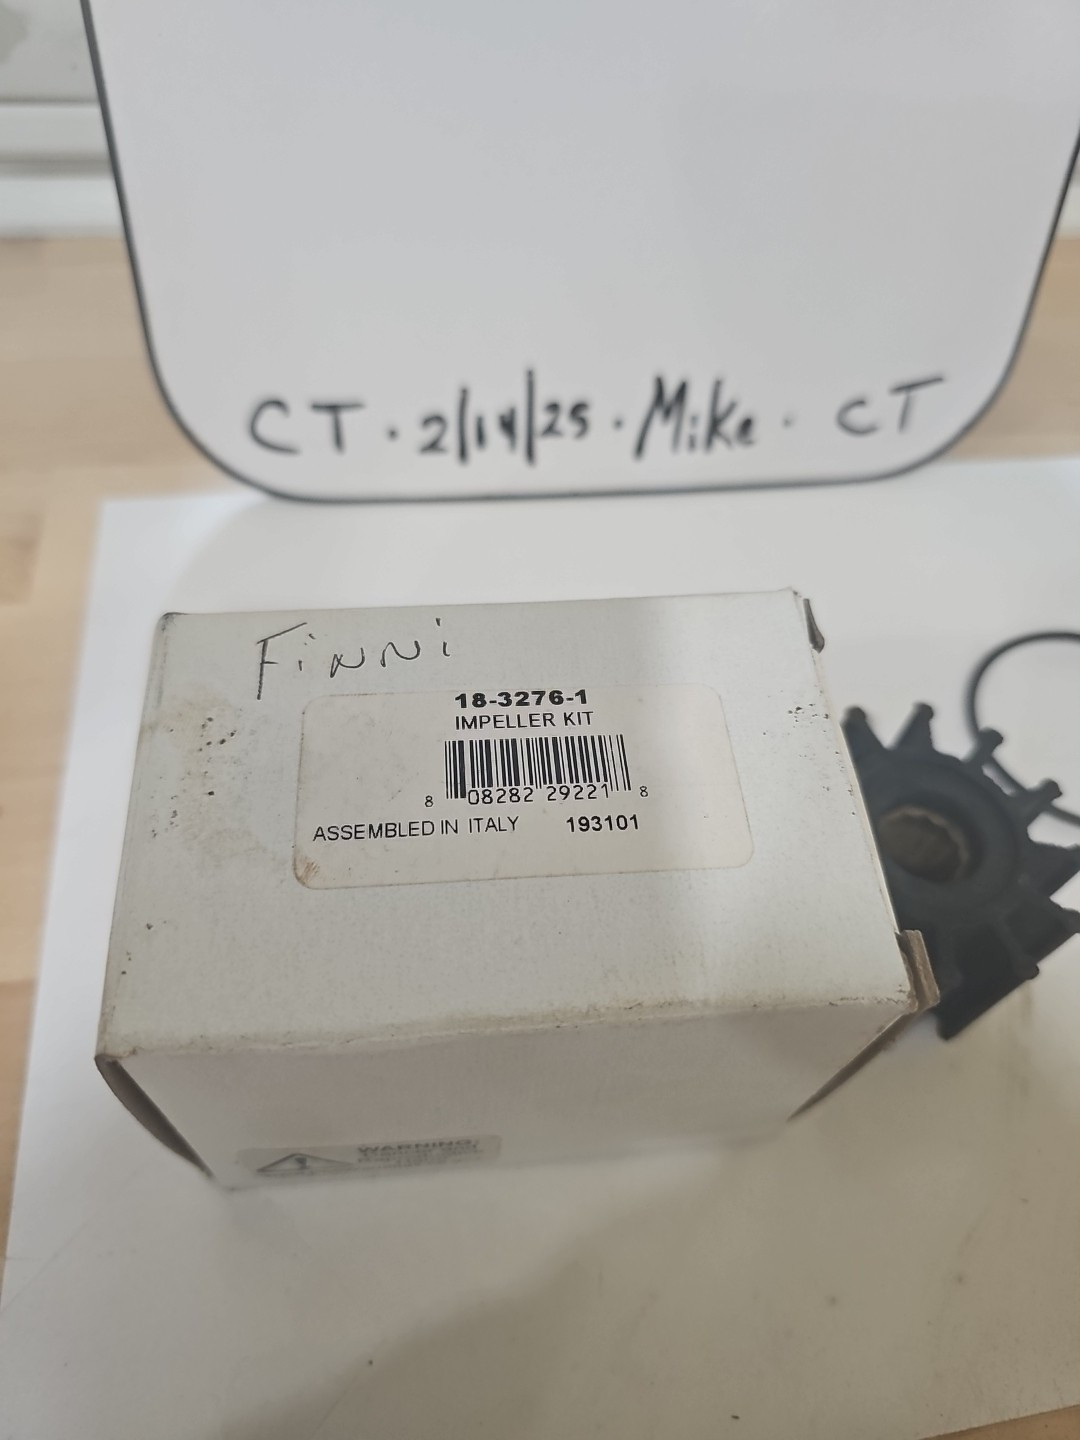 CT · 2/14/25 · Mike · CT
Finni
18-3276-1
IMPELLER KIT
8 08282 29221 8
ASSEMBLED IN ITALY 193101
WARNING: